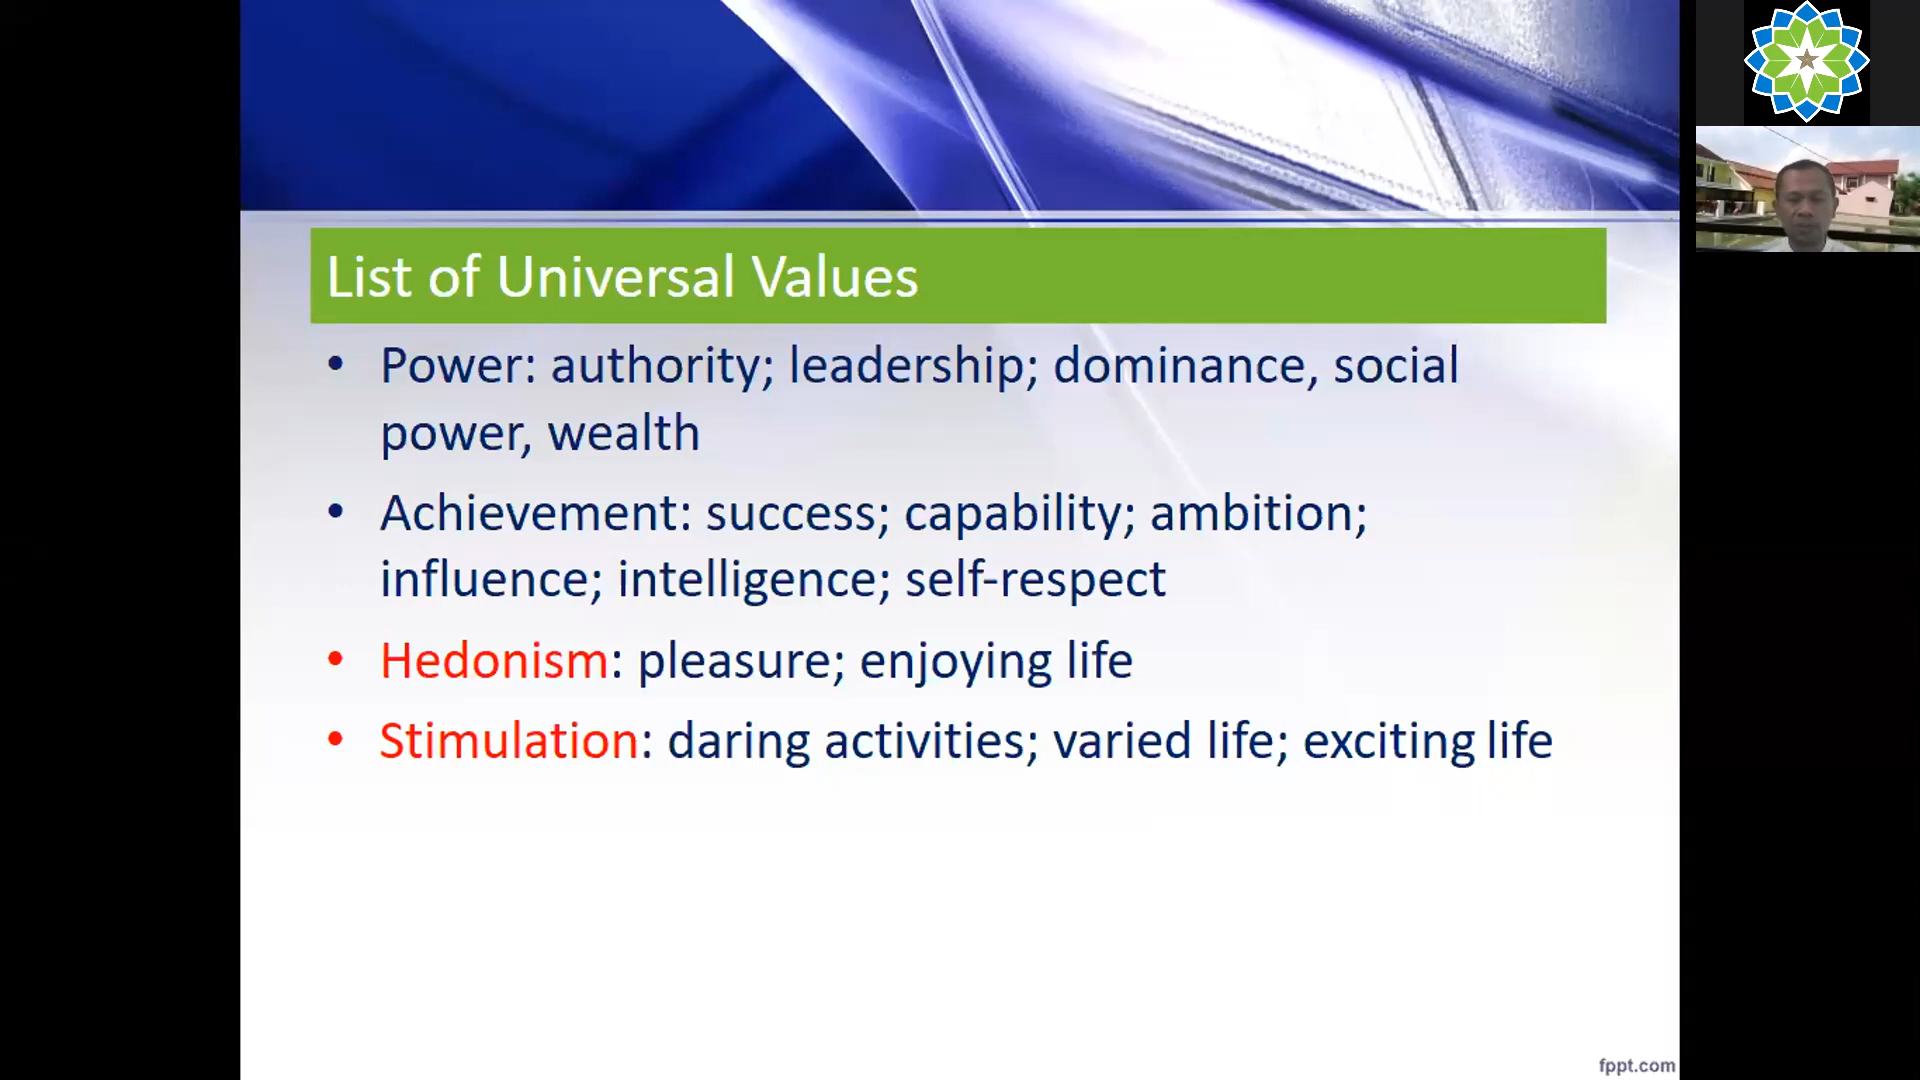 List of Universal Values
• Power: authority; leadership; dominance, social
power, wealth
• Achievement: success; capability; ambition;
influence; intelligence; self-respect
• Hedonism: pleasure; enjoying life
• Stimulation: daring activities; varied life; exciting life
fppt.com